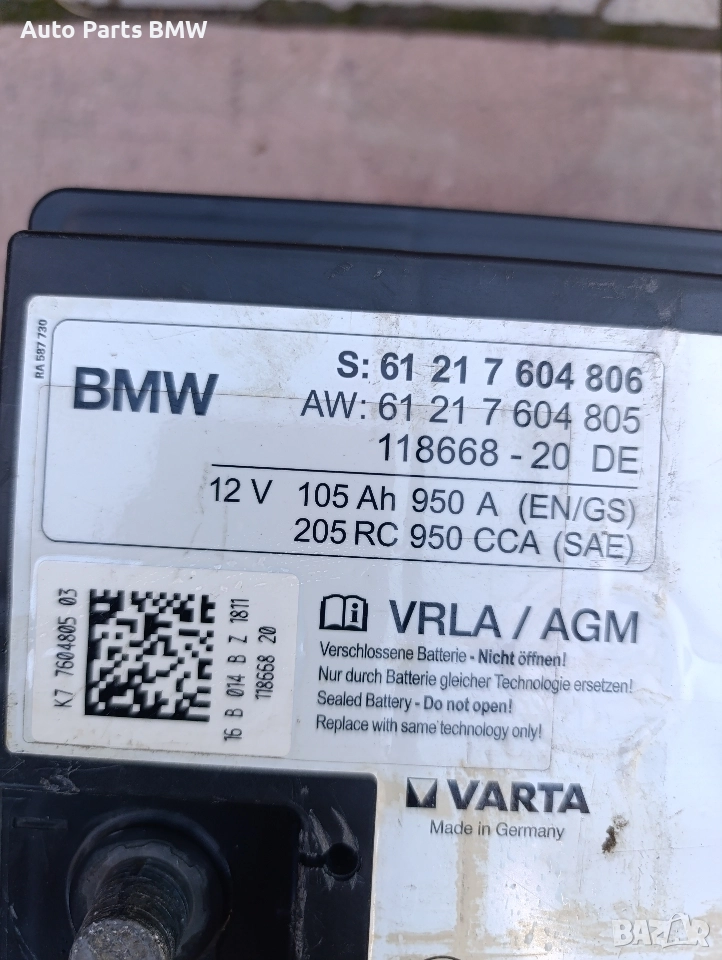 Auto Parts BMW
RA 587 730
BMW
S: 61 21 7 604 806
AW: 61 21 7 604 805
118668 - 20 DE
12 V 105 Ah 950 A (EN/GS)
205 RC 950 CCA (SAE)
K7 7604805 03
16 B 014 B Z 1811
118668 20
VRLA / AGM
Verschlossene Batterie - Nicht öffnen!
Nur durch Batterie gleicher Technologie ersetzen!
Sealed Battery - Do not open!
Replace with same technology only!
VARTA
Made in Germany
BAZAR